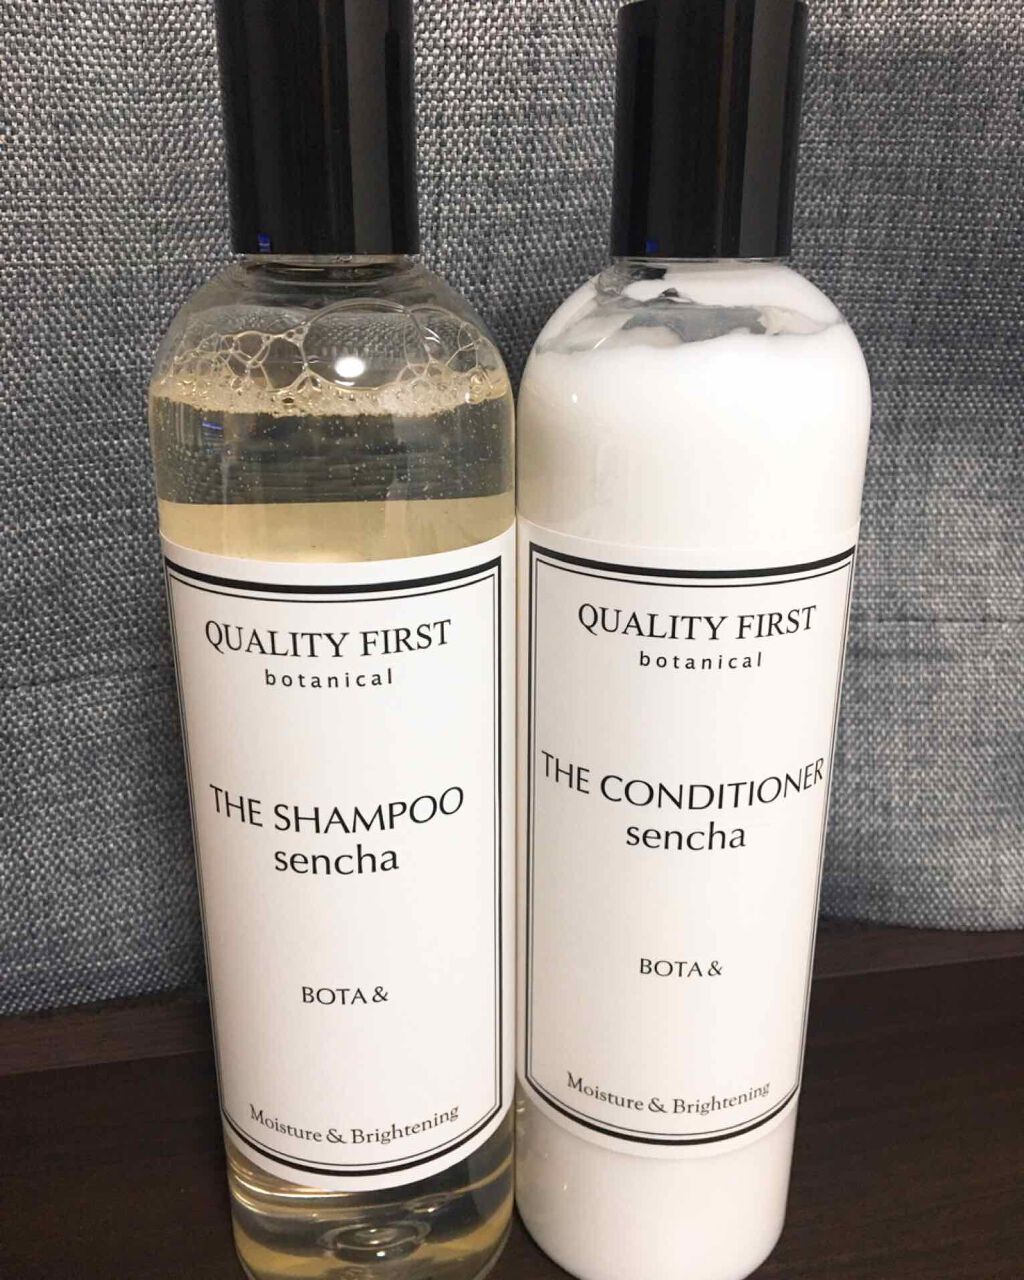 QUALITY FIRST
botanical
THE SHAMPOO
sencha
BOTA &
Moisture & Brightening
QUALITY FIRST
botanical
THE CONDITIONER
sencha
BOTA &
Moisture & Brightening